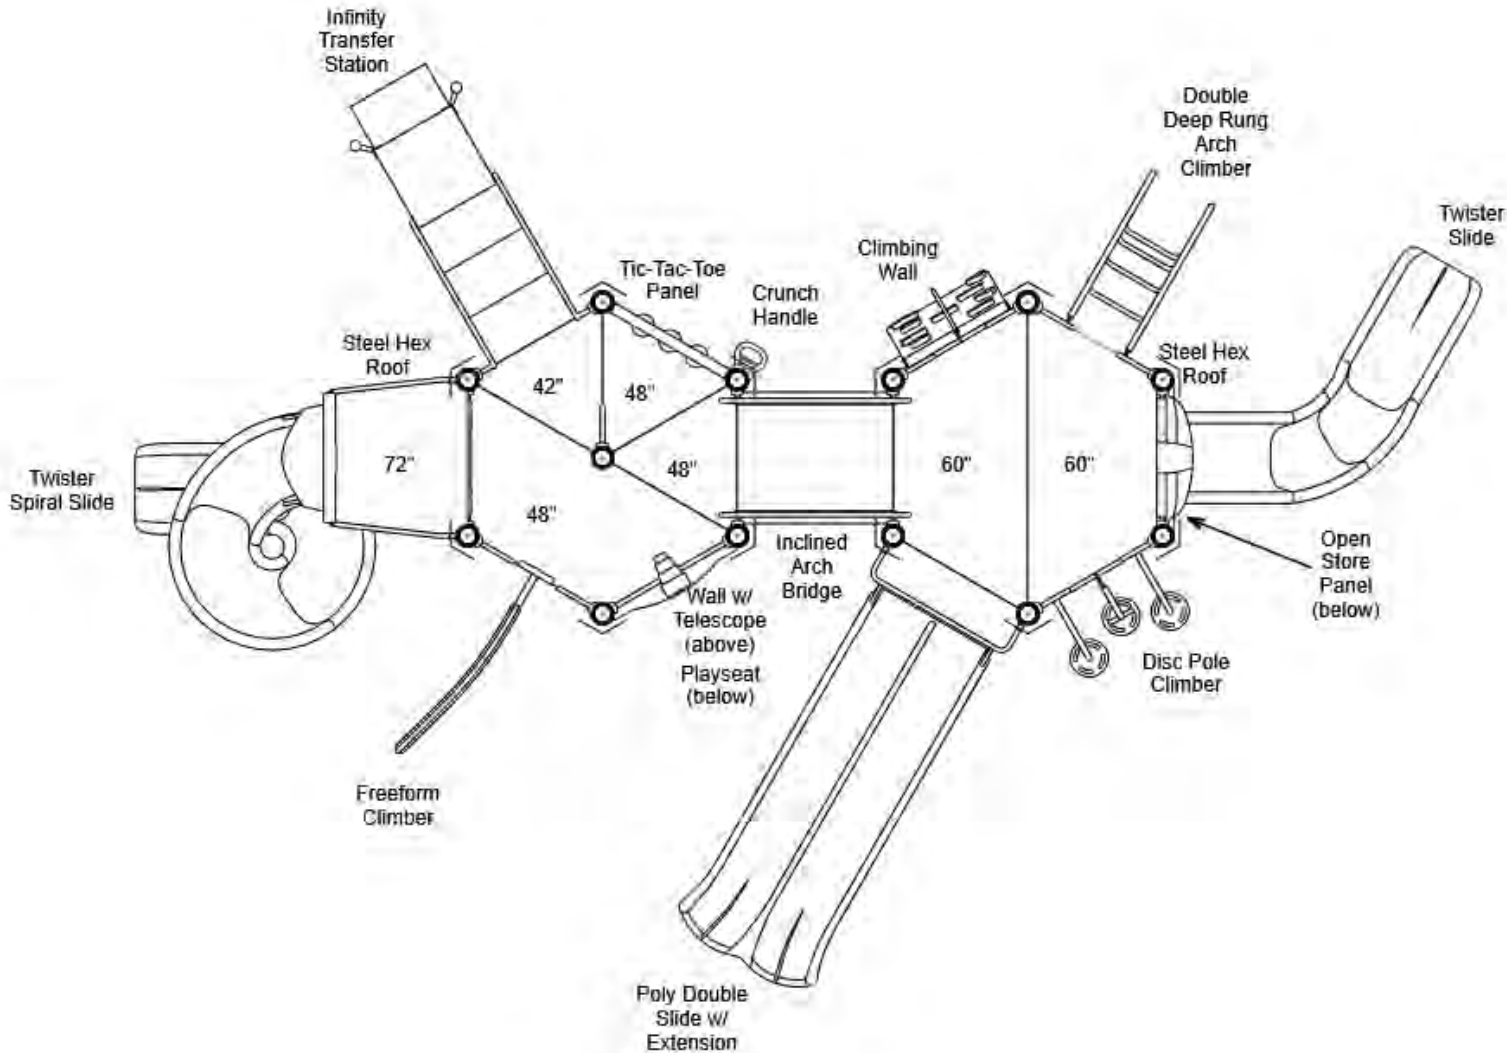 Infinity
Transfer
Station
Double
Deep Rung
Arch
Climber
Twister
Slide
Climbing
Wall
Tic-Tac-Toe
Panel
Crunch
Handle
Steel Hex
Roof
Steel Hex
Roof
42"
48"
72"
48"
60"
60"
Twister
Spiral Slide
48"
Inclined
Arch
Bridge
Open
Store
Panel
(below)
Wall w/
Telescope
(above)
Playseat
(below)
Disc Pole
Climber
Freeform
Climber
Poly Double
Slide w/
Extension